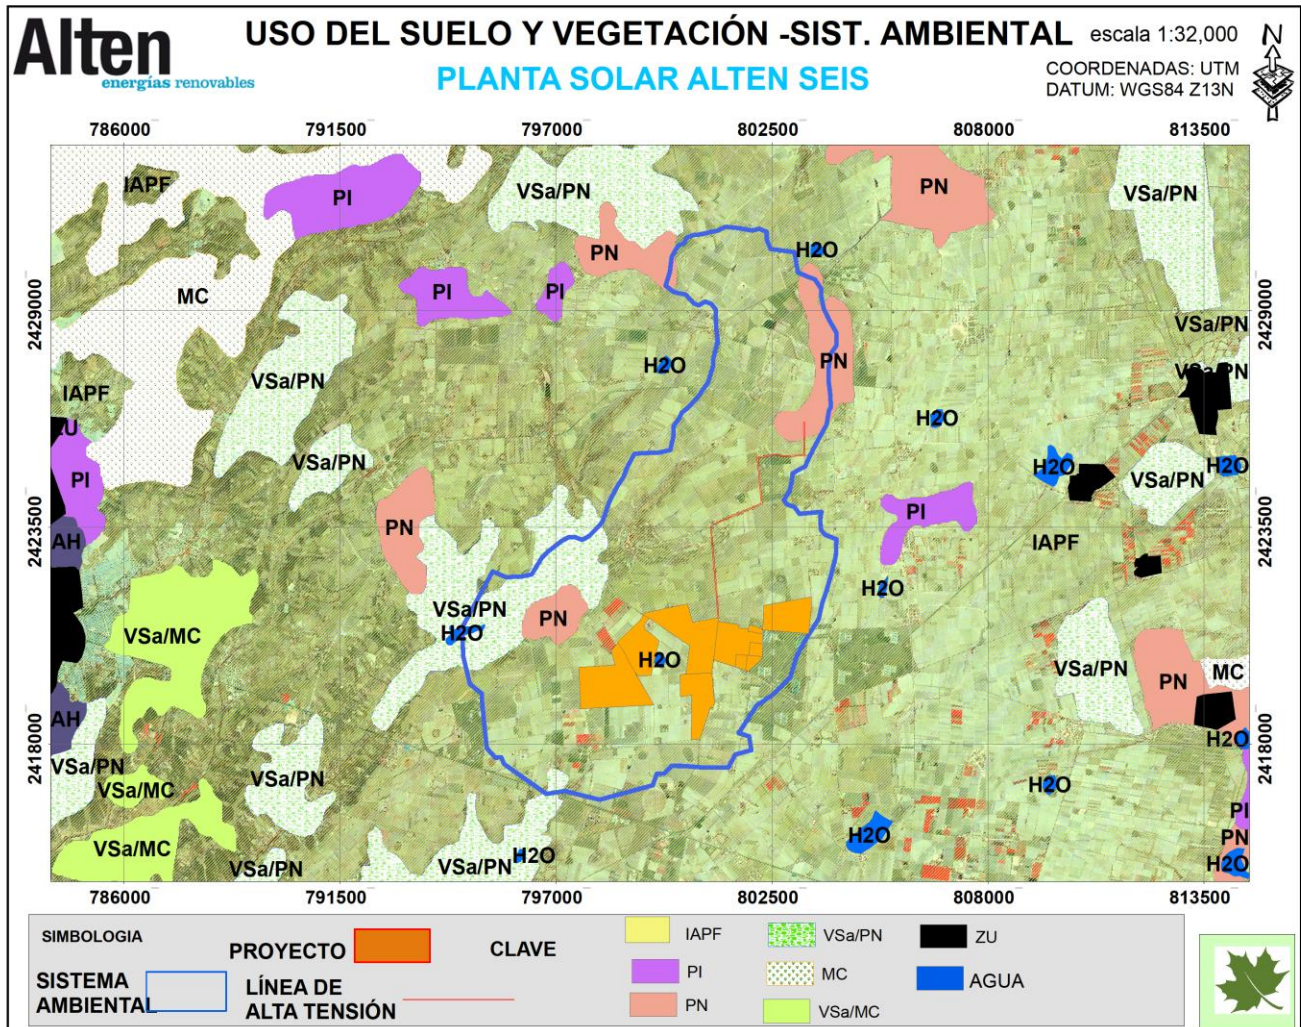 Alten
energías renovables
USO DEL SUELO Y VEGETACIÓN -SIST. AMBIENTAL
escala 1:32,000
N
PLANTA SOLAR ALTEN SEIS
COORDENADAS: UTM
DATUM: WGS84 Z13N
786000 791500 797000 802500 808000 813500
IAPF
PI
VSa/PN
PN
VSa/PN
PN
H2O
MC
PI
PI
2429000
2429000
VSa/PN
H2O
PN
VSa/PN
VSa/PN
IAPF
H2O
ZU
VSa/PN
PI
H2O
VSa/PN
H2O
PN
PI
2423500
2423500
AH
IAPF
H2O
VSa/PN
PN
H2O
VSa/MC
H2O
VSa/PN
PN
MC
AH
2418000
2418000
H2O
VSa/PN
VSa/PN
VSa/MC
H2O
PI
PN
VSa/MC
H2O
VSa/PN
VSa/PN
H2O
H2O
786000 791500 797000 802500 808000 813500
SIMBOLOGIA
PROYECTO
CLAVE
IAPF
VSa/PN
ZU
SISTEMA
AMBIENTAL
LÍNEA DE
ALTA TENSIÓN
PI
MC
AGUA
PN
VSa/MC